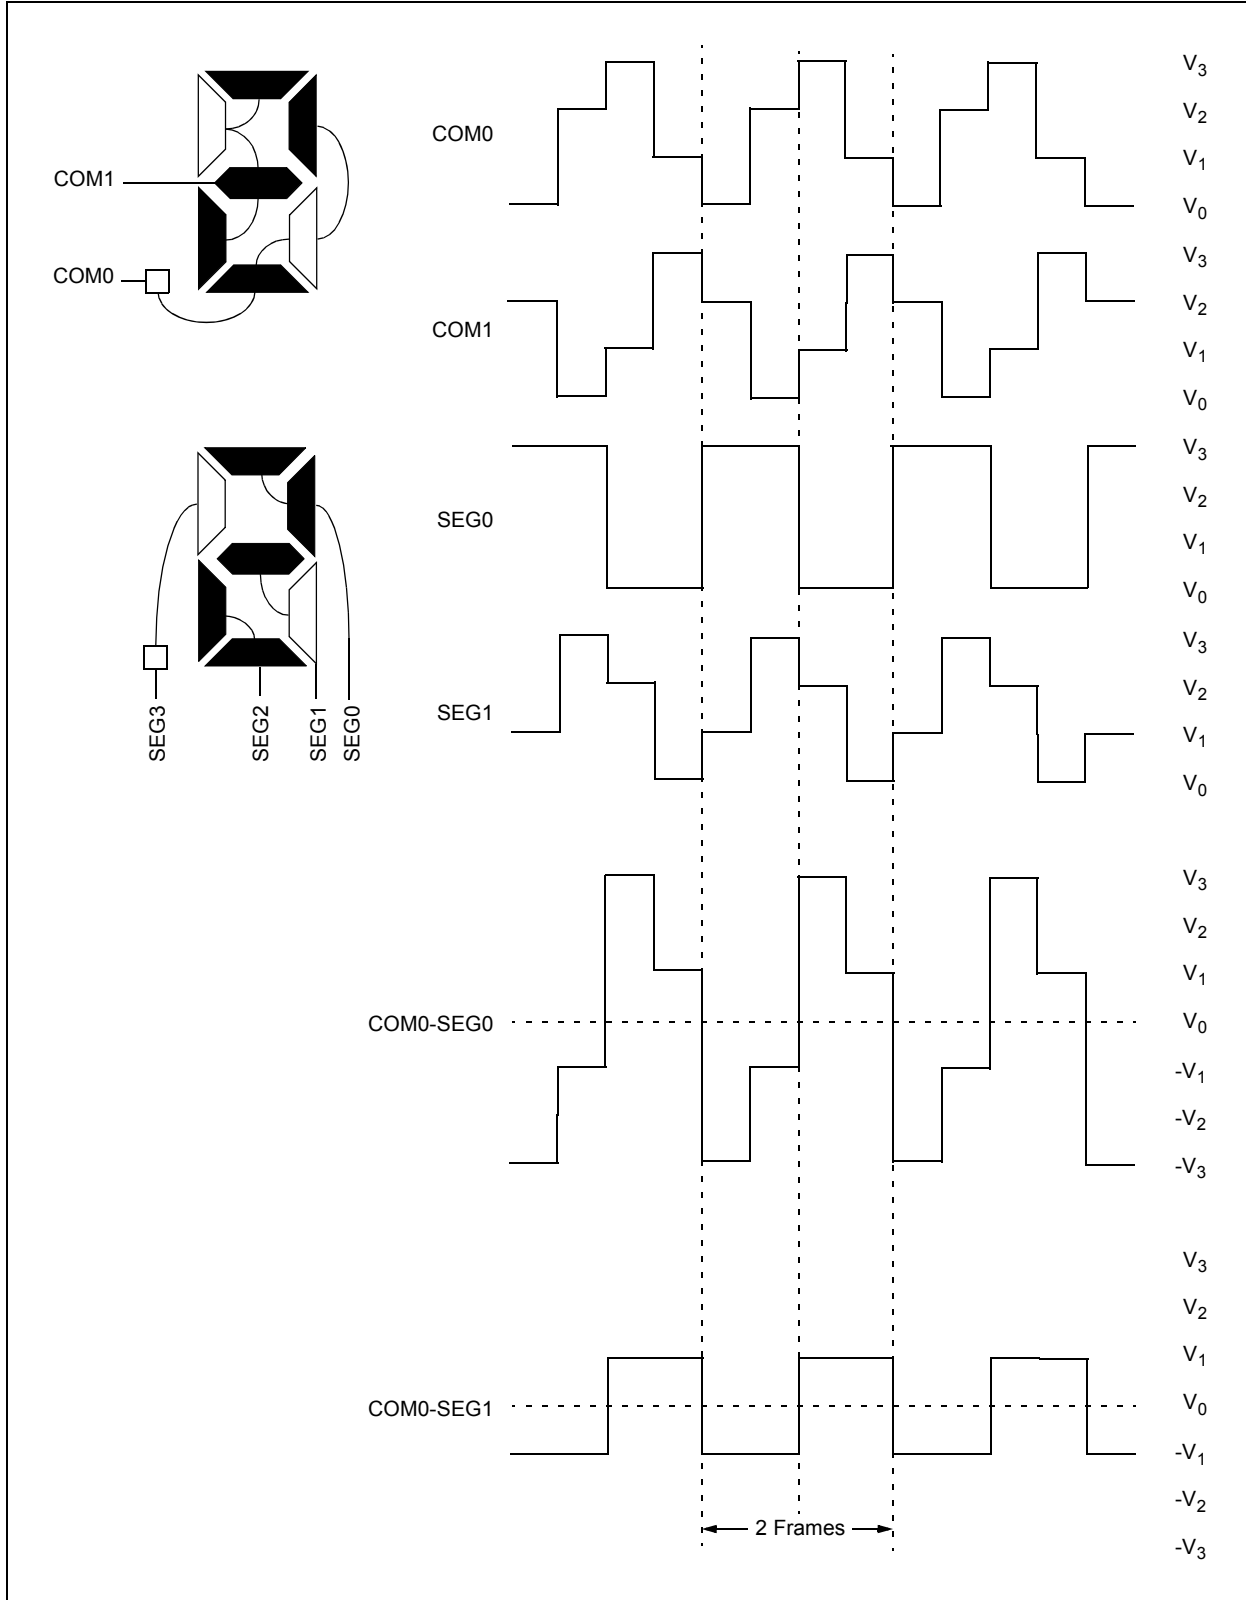 COM1
COM0
SEG3
SEG2
SEG1
SEG0
COM0
V3
V2
V1
V0
COM1
V3
V2
V1
V0
SEG0
V3
V2
V1
V0
SEG1
V3
V2
V1
V0
COM0-SEG0
V3
V2
V1
V0
-V1
-V2
-V3
COM0-SEG1
V3
V2
V1
V0
-V1
-V2
-V3
2 Frames